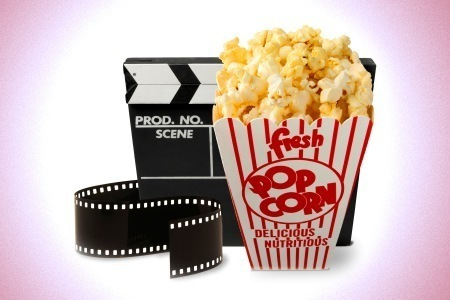 PROD. NO.
SCENE
fresh
POP
CORN
DELICIOUS
NUTRITIOUS